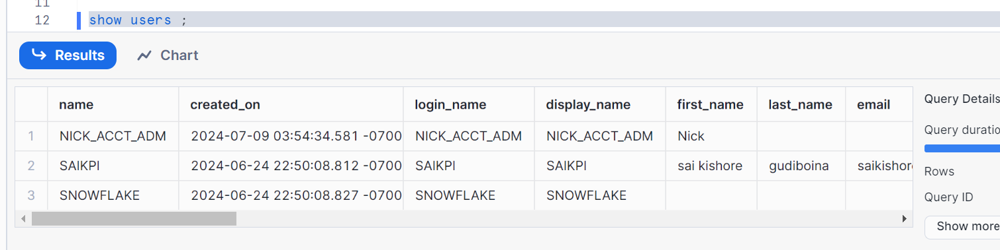 11
12 show users ;
Results Chart
name created_on login_name display_name first_name last_name email
Query Details
1 NICK_ACCT_ADM 2024-07-09 03:54:34.581 -0700 NICK_ACCT_ADM NICK_ACCT_ADM Nick
Query duratio
2 SAIKPI 2024-06-24 22:50:08.812 -0700 SAIKPI SAIKPI sai kishore gudiboina saikishor
Rows
3 SNOWFLAKE 2024-06-24 22:50:08.827 -0700 SNOWFLAKE SNOWFLAKE
Query ID
Show more